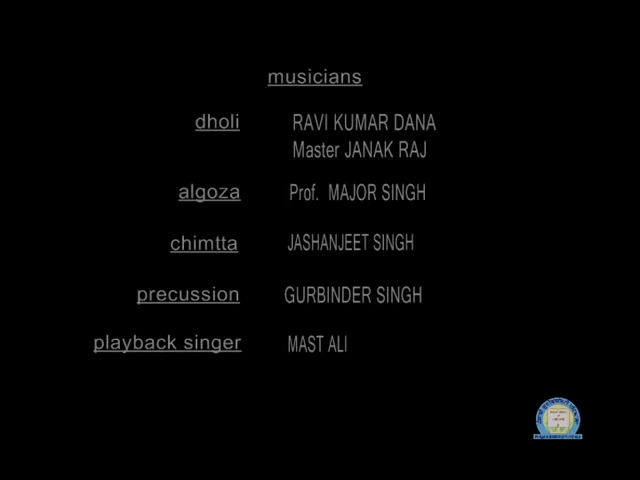 musicians
dholi RAVI KUMAR DANA
Master JANAK RAJ
algoza Prof. MAJOR SINGH
chimtta JASHANJEET SINGH
precussion GURBINDER SINGH
playback singer MAST ALI